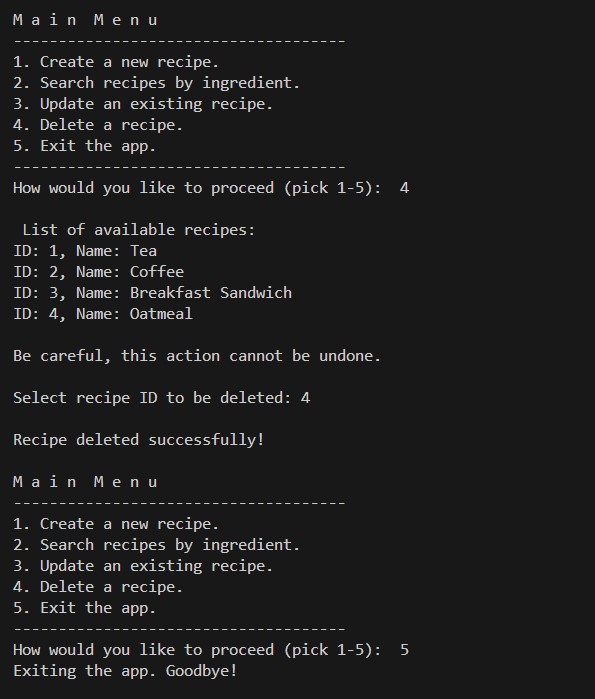 M a i n  M e n u
-------------------------------------
1. Create a new recipe.
2. Search recipes by ingredient.
3. Update an existing recipe.
4. Delete a recipe.
5. Exit the app.
-------------------------------------
How would you like to proceed (pick 1-5):  4
 List of available recipes:
ID: 1, Name: Tea
ID: 2, Name: Coffee
ID: 3, Name: Breakfast Sandwich
ID: 4, Name: Oatmeal
Be careful, this action cannot be undone.
Select recipe ID to be deleted: 4
Recipe deleted successfully!
M a i n  M e n u
-------------------------------------
1. Create a new recipe.
2. Search recipes by ingredient.
3. Update an existing recipe.
4. Delete a recipe.
5. Exit the app.
-------------------------------------
How would you like to proceed (pick 1-5):  5
Exiting the app. Goodbye!